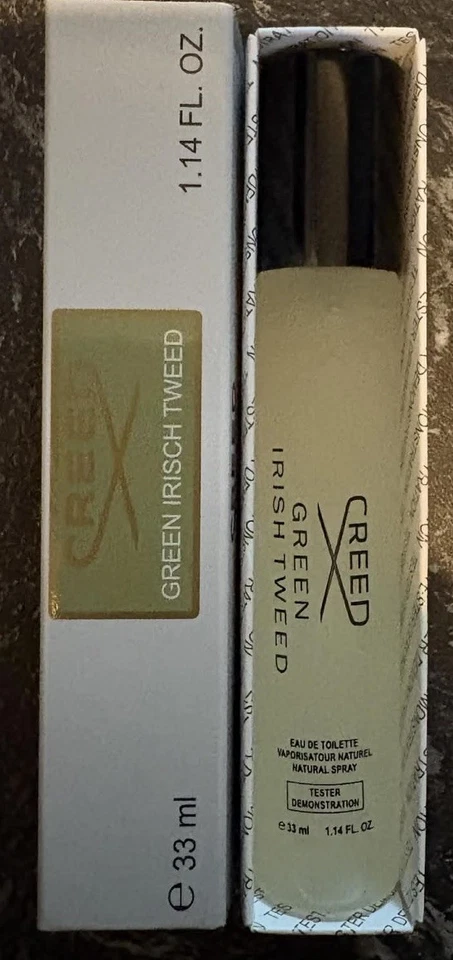 1.14 FL. OZ.
CREED
GREEN IRISCH TWEED
e 33 ml
CREED
GREEN
IRISH TWEED
EAU DE TOILETTE
VAPORISATOUR NATUREL
NATURAL SPRAY
TESTER
DEMONSTRATION
e 33 ml 1.14 FL. OZ